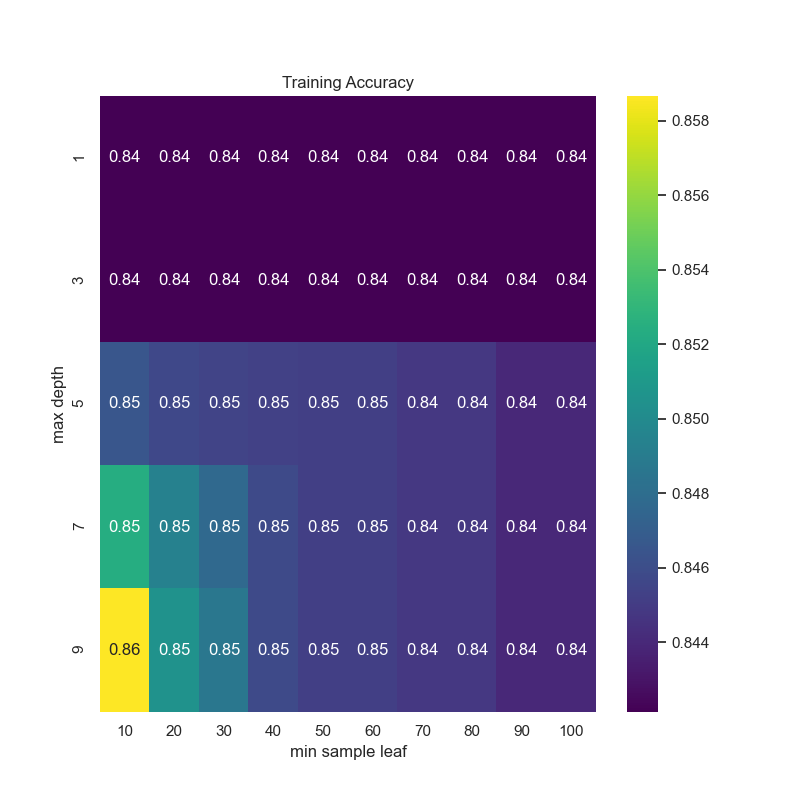 Training Accuracy
1 0.84 0.84 0.84 0.84 0.84 0.84 0.84 0.84 0.84 0.84
3 0.84 0.84 0.84 0.84 0.84 0.84 0.84 0.84 0.84 0.84
5 0.85 0.85 0.85 0.85 0.85 0.85 0.84 0.84 0.84 0.84
7 0.85 0.85 0.85 0.85 0.85 0.85 0.84 0.84 0.84 0.84
9 0.86 0.85 0.85 0.85 0.85 0.85 0.84 0.84 0.84 0.84
10 20 30 40 50 60 70 80 90 100
min sample leaf
max depth
0.858
0.856
0.854
0.852
0.850
0.848
0.846
0.844